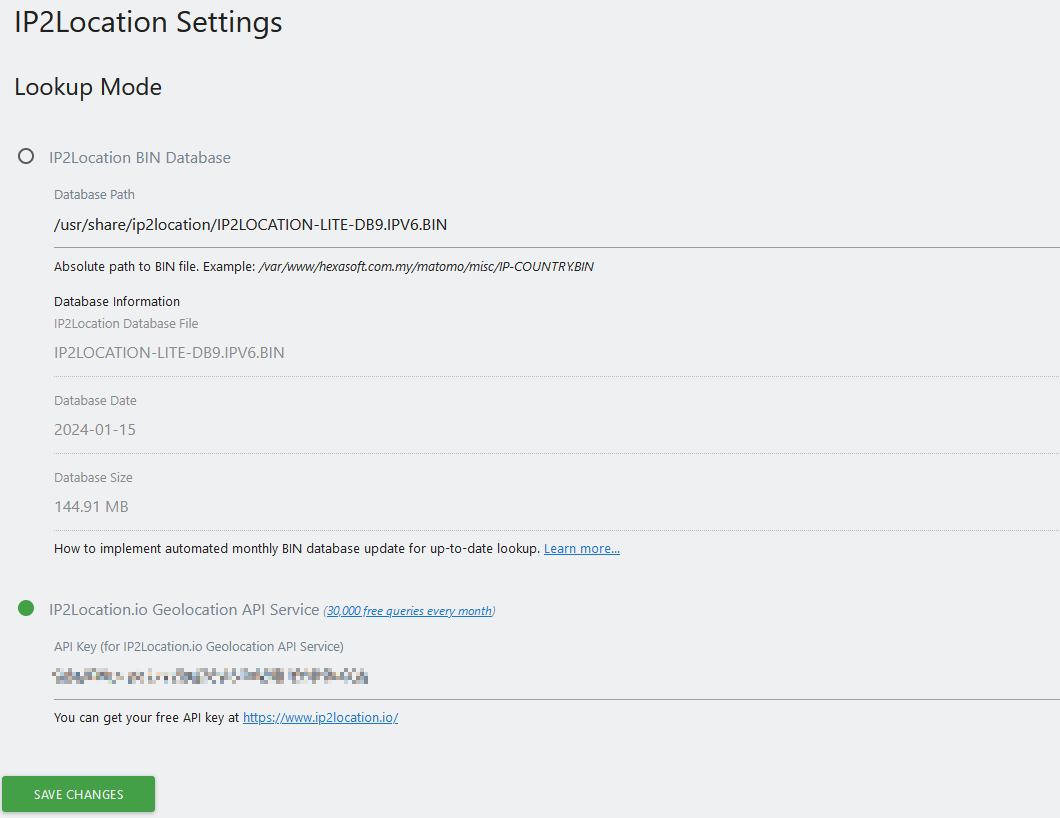 IP2Location Settings
Lookup Mode
IP2Location BIN Database
Database Path
/usr/share/ip2location/IP2LOCATION-LITE-DB9.IPV6.BIN
Absolute path to BIN file. Example: /var/www/hexasoft.com.my/matomo/misc/IP-COUNTRY.BIN
Database Information
IP2Location Database File
IP2LOCATION-LITE-DB9.IPV6.BIN
Database Date
2024-01-15
Database Size
144.91 MB
How to implement automated monthly BIN database update for up-to-date lookup. Learn more...
IP2Location.io Geolocation API Service (30,000 free queries every month)
API Key (for IP2Location.io Geolocation API Service)
You can get your free API key at https://www.ip2location.io/
SAVE CHANGES